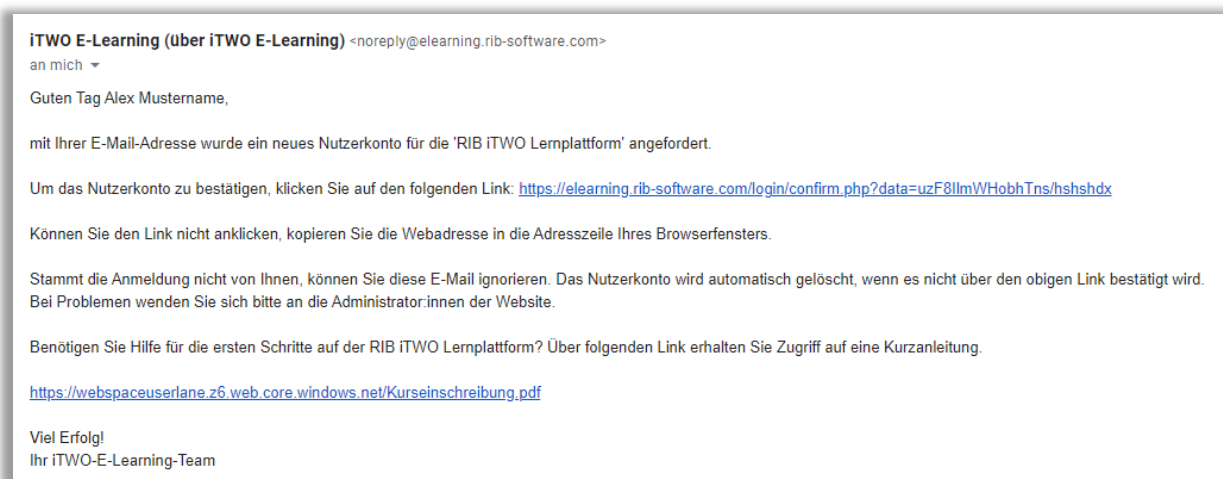 iTWO E-Learning (über iTWO E-Learning) <noreply@elearning.rib-software.com>
an mich
Guten Tag Alex Mustername,
mit Ihrer E-Mail-Adresse wurde ein neues Nutzerkonto für die 'RIB iTWO Lernplattform' angefordert.
Um das Nutzerkonto zu bestätigen, klicken Sie auf den folgenden Link: https://elearning.rib-software.com/login/confirm.php?data=uzF8IlmWHobhTns/hshshdx
Können Sie den Link nicht anklicken, kopieren Sie die Webadresse in die Adresszeile Ihres Browserfensters.
Stammt die Anmeldung nicht von Ihnen, können Sie diese E-Mail ignorieren. Das Nutzerkonto wird automatisch gelöscht, wenn es nicht über den obigen Link bestätigt wird.
Bei Problemen wenden Sie sich bitte an die Administrator:innen der Website.
Benötigen Sie Hilfe für die ersten Schritte auf der RIB iTWO Lernplattform? Über folgenden Link erhalten Sie Zugriff auf eine Kurzanleitung.
https://webspaceuserlane.z6.web.core.windows.net/Kurseinschreibung.pdf
Viel Erfolg!
Ihr iTWO-E-Learning-Team